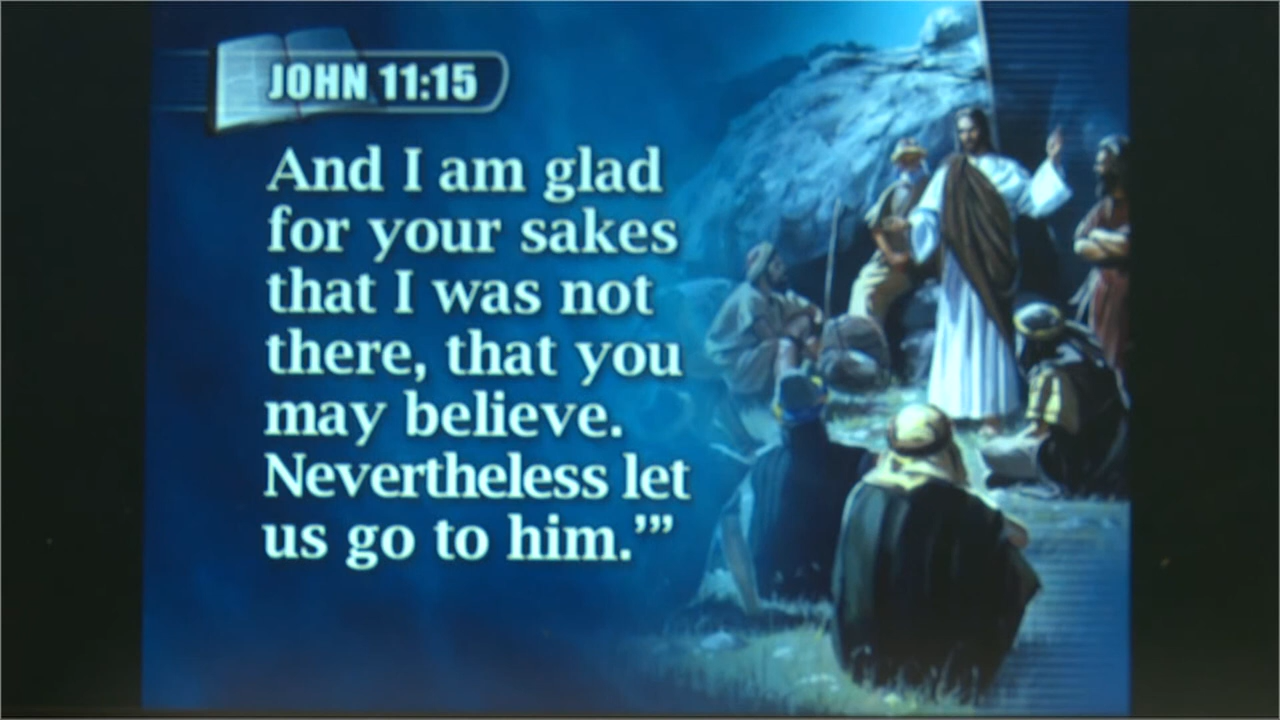 JOHN 11:15
And I am glad
for your sakes
that I was not
there, that you
may believe.
Nevertheless let
us go to him.’”